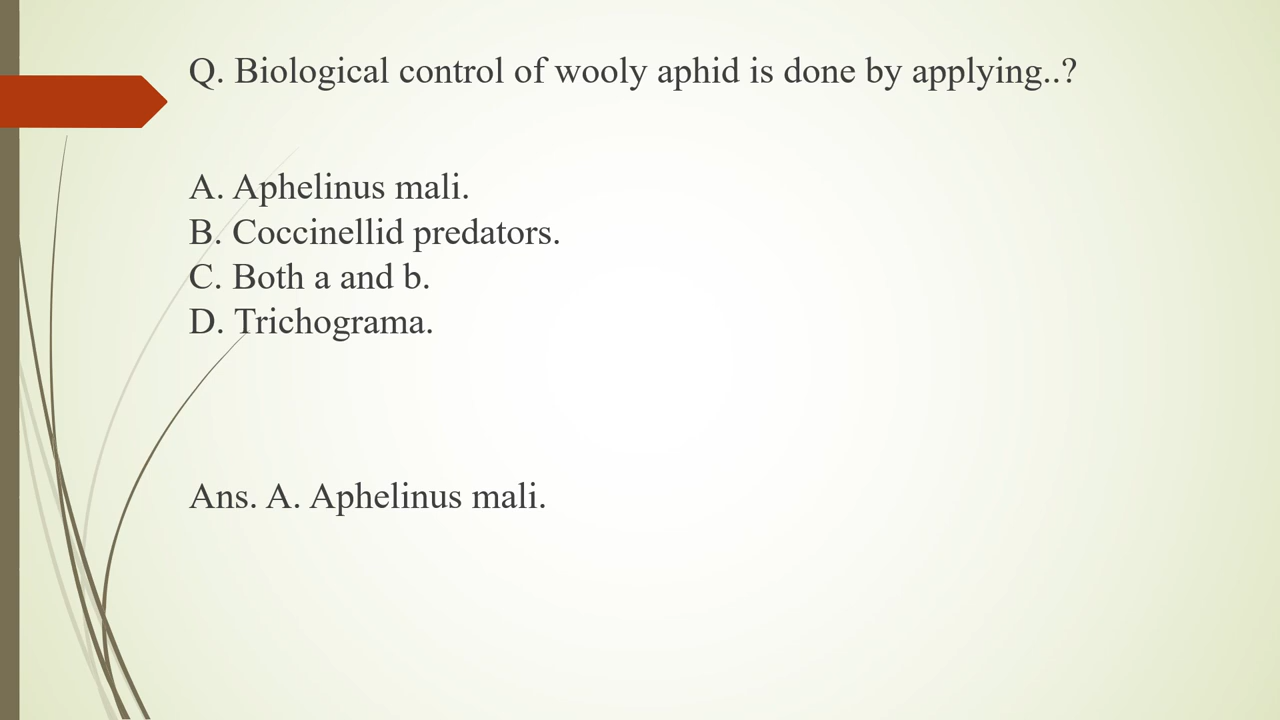 Q. Biological control of wooly aphid is done by applying..?
A. Aphelinus mali.
B. Coccinellid predators.
C. Both a and b.
D. Trichograma.
Ans. A. Aphelinus mali.